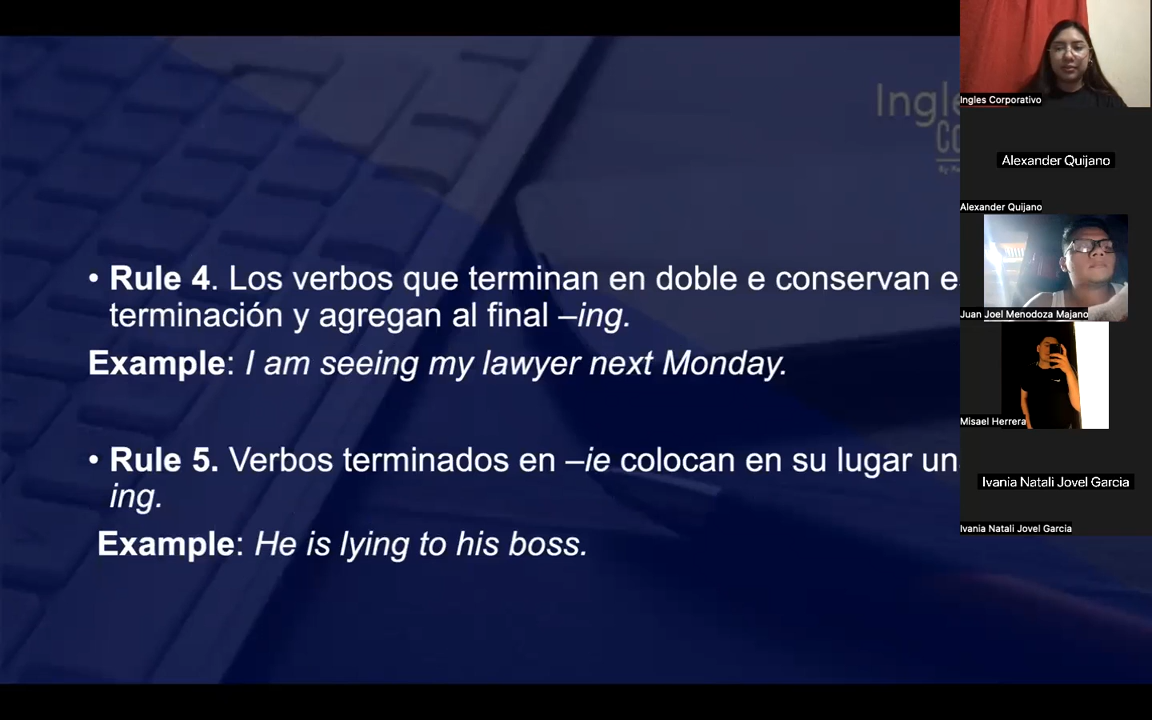 Ingl
Co
• Rule 4. Los verbos que terminan en doble e conservan e
terminación y agregan al final –ing.
Example: I am seeing my lawyer next Monday.
• Rule 5. Verbos terminados en –ie colocan en su lugar un
ing.
Example: He is lying to his boss.
Ingles Corporativo
Alexander Quijano
Alexander Quijano
Juan Joel Menodoza Majano
Misael Herrera
Ivania Natali Jovel Garcia
Ivania Natali Jovel Garcia